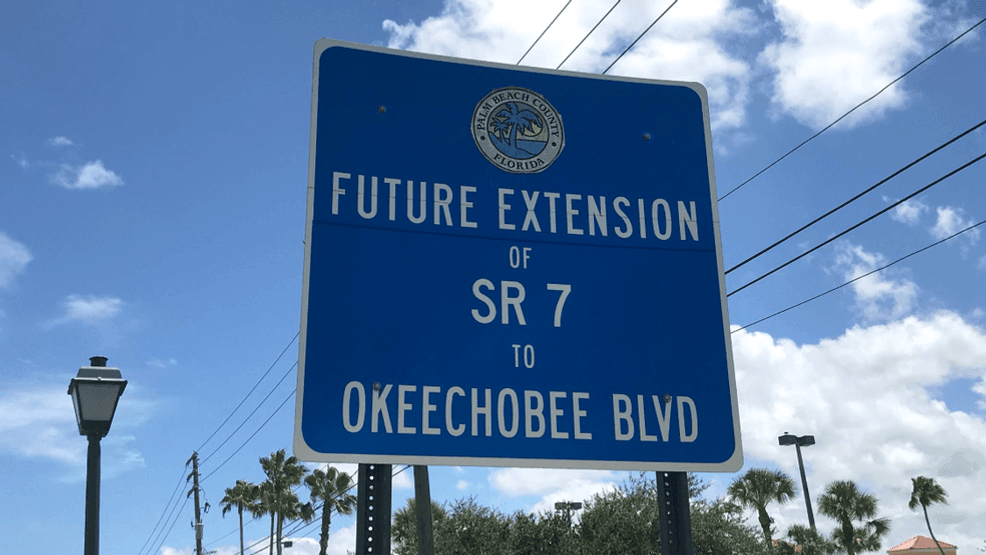 PALM BEACH COUNTY
FLORIDA
FUTURE EXTENSION
OF
SR 7
TO
OKEECHOBEE BLVD